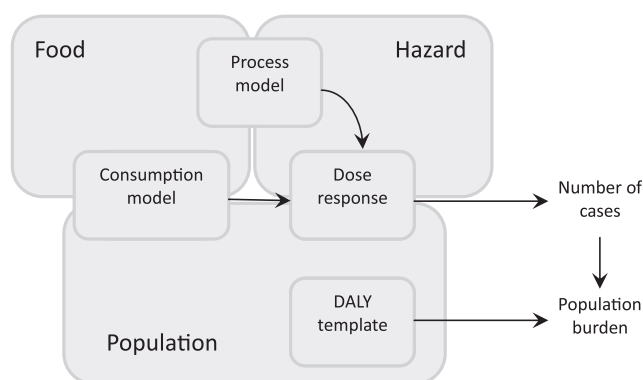 Food
Hazard
Process
model
Consumption
model
Dose
response
Number of
cases
DALY
template
Population
burden
Population